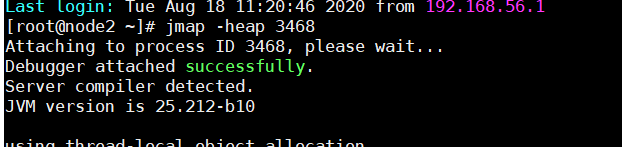 Last login: Tue Aug 18 11:20:46 2020 from 192.168.56.1
[root@node2 ~]# jmap -heap 3468
Attaching to process ID 3468, please wait...
Debugger attached successfully.
Server compiler detected.
JVM version is 25.212-b10
using thread-local object allocation